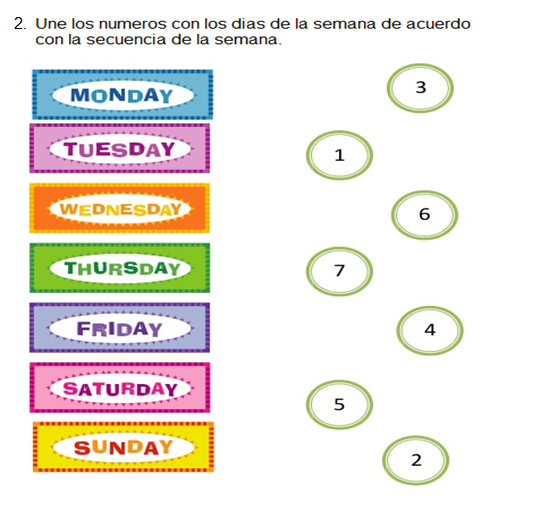 2. Une los numeros con los dias de la semana de acuerdo
con la secuencia de la semana.
MONDAY
3
TUESDAY
1
WEDNESDAY
6
THURSDAY
7
FRIDAY
4
SATURDAY
5
SUNDAY
2